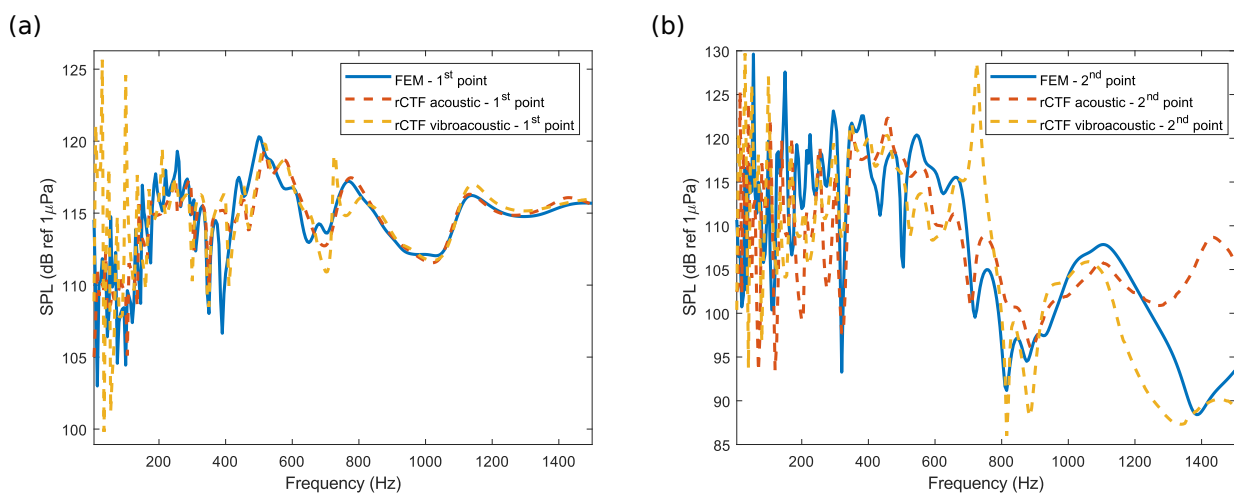 (a)
125
120
115
110
105
100
SPL (dB ref 1μPa)
FEM - 1st point
rCTF acoustic - 1st point
rCTF vibroacoustic - 1st point
200 400 600 800 1000 1200 1400
Frequency (Hz)
(b)
130
125
120
115
110
105
100
95
90
85
SPL (dB ref 1μPa)
FEM - 2nd point
rCTF acoustic - 2nd point
rCTF vibroacoustic - 2nd point
200 400 600 800 1000 1200 1400
Frequency (Hz)